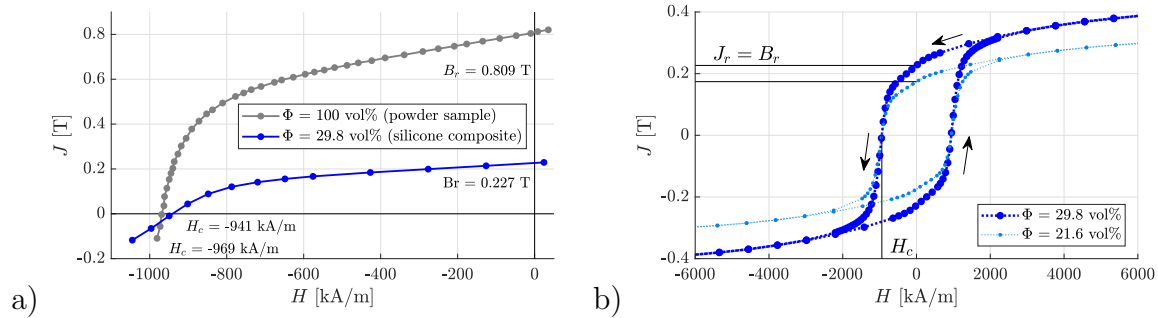 0.8
0.6
0.4
0.2
0
-0.2
J [T]
B_r = 0.809 T
Φ = 100 vol% (powder sample)
Φ = 29.8 vol% (silicone composite)
Br = 0.227 T
H_c = -941 kA/m
H_c = -969 kA/m
-1000 -800 -600 -400 -200 0
H [kA/m]
a)
0.4
0.2
0
-0.2
-0.4
J [T]
J_r = B_r
H_c
Φ = 29.8 vol%
Φ = 21.6 vol%
-6000 -4000 -2000 0 2000 4000 6000
H [kA/m]
b)